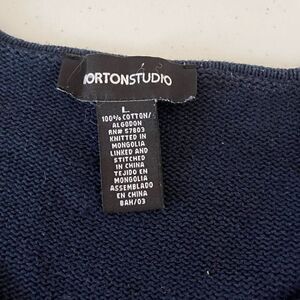 NORTONSTUDIO
L
100% COTTON/
ALGODON
RN# 57803
KNITTED IN
MONGOLIA
LINKED AND
STITCHED
IN CHINA
TEJIDO EN
MONGOLIA
ASSEMBLADO
EN CHINA
BAH/03